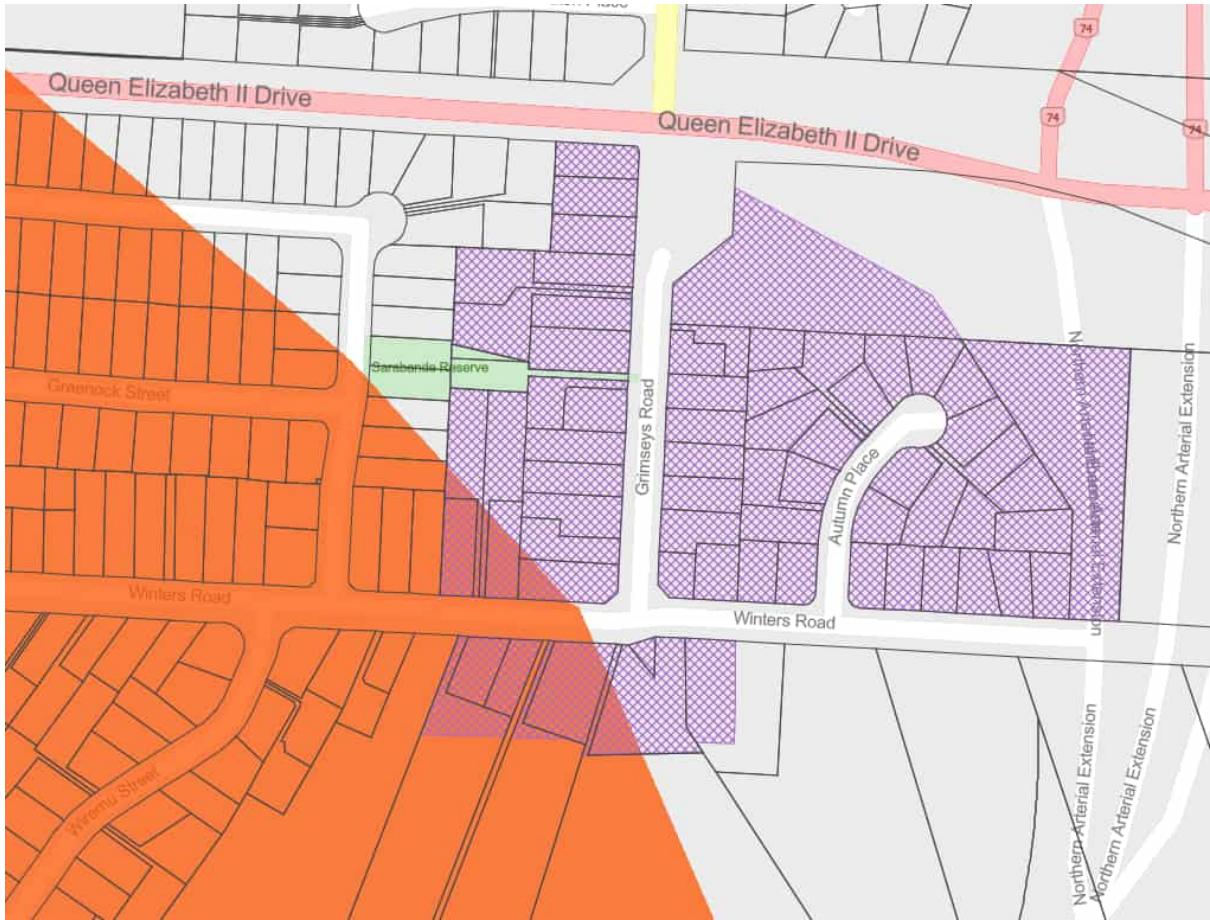 Place
Queen Elizabeth II Drive
Queen Elizabeth II Drive
74
74
74
Sarabande Reserve
Greenock Street
Grimseys Road
Autumn Place
Northern Arterial Extension
Northern Arterial Extension
Winters Road
Winters Road
Wiremu Street
Northern Arterial Extension
Northern Arterial Extension